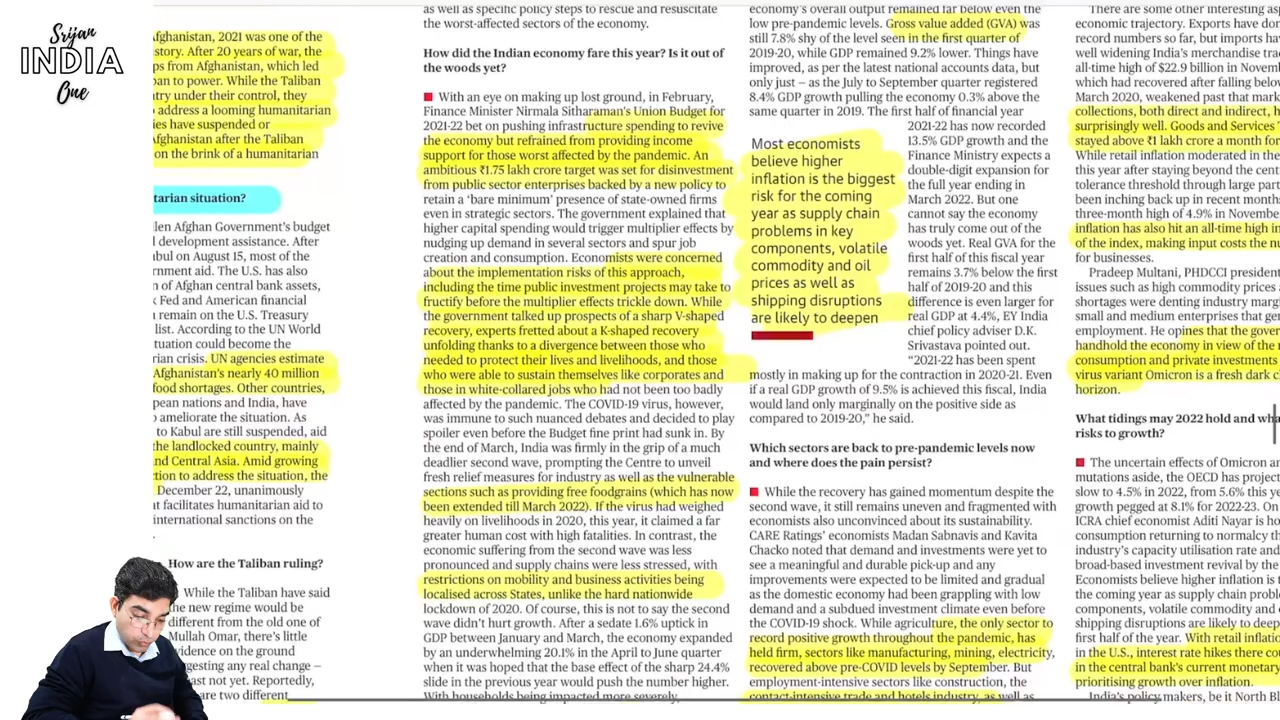 Srijan
INDIA
One
fghanistan, 2021 was one of the
story. After 20 years of war, the
ps from Afghanistan, which led
ban to power. While the Taliban
try under their control, they
address a looming humanitarian
ies have suspended or
Afghanistan after the Taliban
on the brink of a humanitarian
tarian situation?
len Afghan Government's budget
l development assistance. After
bul on August 15, most of the
rnment aid. The U.S. has also
n of Afghan central bank assets,
Fed and American financial
remain on the U.S. Treasury
list. According to the UN World
tuation could become the
rian crisis. UN agencies estimate
Afghanistan's nearly 40 million
food shortages. Other countries,
pean nations and India, have
o ameliorate the situation. As
to Kabul are still suspended, aid
the landlocked country, mainly
nd Central Asia. Amid growing
ction to address the situation, the
December 22, unanimously
at facilitates humanitarian aid to
international sanctions on the
.
How are the Taliban ruling?
While the Taliban have said
he new regime would be
different from the old one of
Mullah Omar, there's little
vidence on the ground
gesting any real change –
ast not yet. Reportedly,
are two different
as well as specific policy steps to rescue and resuscitate
the worst-affected sectors of the economy.
How did the Indian economy fare this year? Is it out of
the woods yet?
With an eye on making up lost ground, in February,
Finance Minister Nirmala Sitharaman's Union Budget for
2021-22 bet on pushing infrastructure spending to revive
the economy but refrained from providing income
support for those worst affected by the pandemic. An
ambitious ₹1.75 lakh crore target was set for disinvestment
from public sector enterprises backed by a new policy to
retain a 'bare minimum' presence of state-owned firms
even in strategic sectors. The government explained that
higher capital spending would trigger multiplier effects by
nudging up demand in several sectors and spur job
creation and consumption. Economists were concerned
about the implementation risks of this approach,
including the time public investment projects may take to
fructify before the multiplier effects trickle down. While
the government talked up prospects of a sharp V-shaped
recovery, experts fretted about a K-shaped recovery
unfolding thanks to a divergence between those who
needed to protect their lives and livelihoods, and those
who were able to sustain themselves like corporates and
those in white-collared jobs who had not been too badly
affected by the pandemic. The COVID-19 virus, however,
was immune to such nuanced debates and decided to play
spoiler even before the Budget fine print had sunk in. By
the end of March, India was firmly in the grip of a much
deadlier second wave, prompting the Centre to unveil
fresh relief measures for industry as well as the vulnerable
sections such as providing free foodgrains (which has now
been extended till March 2022). If the virus had weighed
heavily on livelihoods in 2020, this year, it claimed a far
greater human cost with high fatalities. In contrast, the
economic suffering from the second wave was less
pronounced and supply chains were less stressed, with
restrictions on mobility and business activities being
localised across States, unlike the hard nationwide
lockdown of 2020. Of course, this is not to say the second
wave didn't hurt growth. After a sedate 1.6% uptick in
GDP between January and March, the economy expanded
by an underwhelming 20.1% in the April to June quarter
when it was hoped that the base effect of the sharp 24.4%
slide in the previous year would push the number higher.
With households being impacted more severely,
economy's overall output remained far below even the
low pre-pandemic levels. Gross value added (GVA) was
still 7.8% shy of the level seen in the first quarter of
2019-20, while GDP remained 9.2% lower. Things have
improved, as per the latest national accounts data, but
only just – as the July to September quarter registered
8.4% GDP growth pulling the economy 0.3% above the
same quarter in 2019. The first half of financial year
2021-22 has now recorded
13.5% GDP growth and the
Finance Ministry expects a
double-digit expansion for
the full year ending in
March 2022. But one
cannot say the economy
has truly come out of the
woods yet. Real GVA for the
first half of this fiscal year
remains 3.7% below the first
half of 2019-20 and this
difference is even larger for
real GDP at 4.4%, EY India
chief policy adviser D.K.
Srivastava pointed out.
“2021-22 has been spent
Most economists
believe higher
inflation is the biggest
risk for the coming
year as supply chain
problems in key
components, volatile
commodity and oil
prices as well as
shipping disruptions
are likely to deepen
mostly in making up for the contraction in 2020-21. Even
if a real GDP growth of 9.5% is achieved this fiscal, India
would land only marginally on the positive side as
compared to 2019-20,” he said.
Which sectors are back to pre-pandemic levels now
and where does the pain persist?
While the recovery has gained momentum despite the
second wave, it still remains uneven and fragmented with
economists also unconvinced about its sustainability.
CARE Ratings' economists Madan Sabnavis and Kavita
Chacko noted that demand and investments were yet to
see a meaningful and durable pick-up and any
improvements were expected to be limited and gradual
as the domestic economy had been grappling with low
demand and a subdued investment climate even before
the COVID-19 shock. While agriculture, the only sector to
record positive growth throughout the pandemic, has
held firm, sectors like manufacturing, mining, electricity,
recovered above pre-COVID levels by September. But
employment-intensive sectors like construction, the
contact-intensive trade and hotels industry, as well as
There are some other interesting asp
economic trajectory. Exports have don
record numbers so far, but imports hav
well widening India's merchandise tra
all-time high of $22.9 billion in Novem
which had recovered after falling below
March 2020, weakened past that mark
collections, both direct and indirect, h
surprisingly well. Goods and Services
stayed above ₹1 lakh crore a month fo
While retail inflation moderated in the
this year after staying beyond the cent
tolerance threshold through large part
been inching back up in recent months
three-month high of 4.9% in Novembe
inflation has also hit an all-time high in
of the index, making input costs the nu
for businesses.
Pradeep Multani, PHDCCI president
issues such as high commodity prices a
shortages were denting industry margi
small and medium enterprises that gen
employment. He opines that the gover
handhold the economy in view of the n
consumption and private investments
virus variant Omicron is a fresh dark cl
horizon.
What tidings may 2022 hold and wha
risks to growth?
The uncertain effects of Omicron an
mutations aside, the OECD has project
slow to 4.5% in 2022, from 5.6% this ye
growth pegged at 8.1% for 2022-23. On
ICRA chief economist Aditi Nayar is ho
consumption returning to normalcy th
industry's capacity utilisation rate and
broad-based investment revival by the
Economists believe higher inflation is t
the coming year as supply chain probl
components, volatile commodity and o
shipping disruptions are likely to deep
first half of the year. With retail inflatio
in the U.S., interest rate hikes there cou
in the central bank's current monetary
prioritising growth over inflation.
India's policy makers, be it North Bl